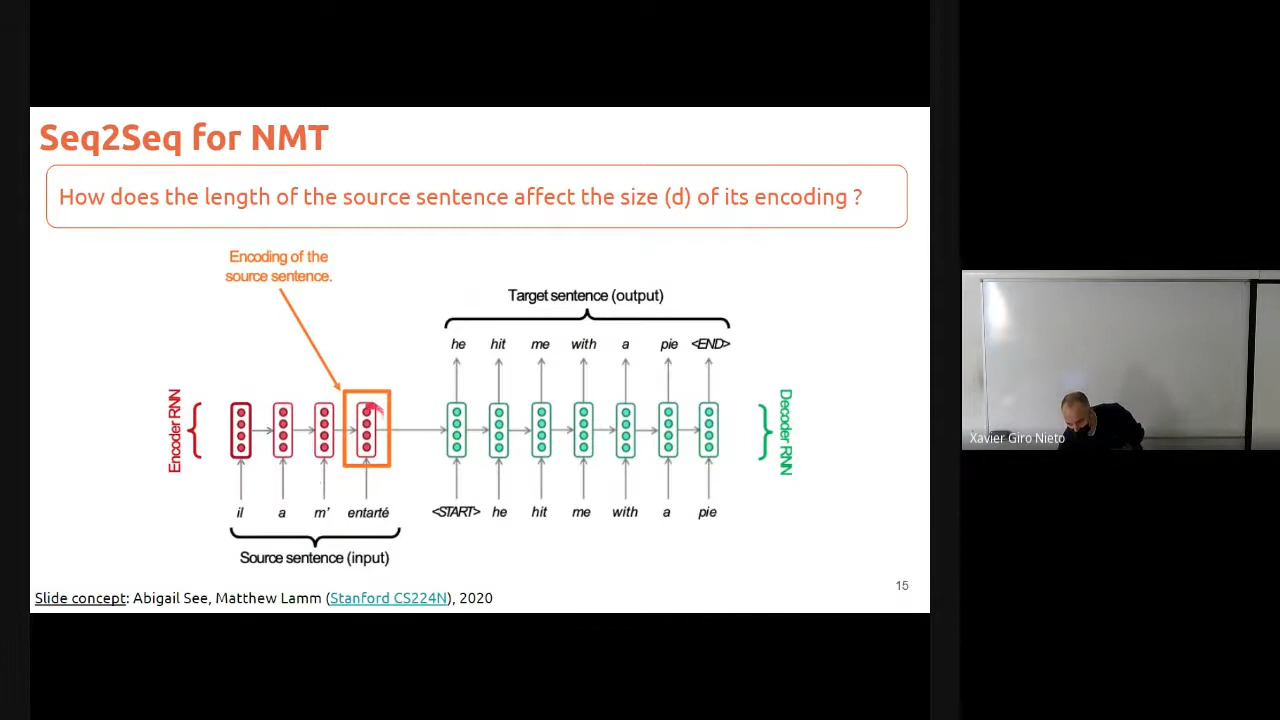 Seq2Seq for NMT
How does the length of the source sentence affect the size (d) of its encoding ?
Encoding of the
source sentence.
Target sentence (output)
he hit me with a pie <END>
Encoder RNN
Decoder RNN
il a m' entarté
<START> he hit me with a pie
Source sentence (input)
Slide concept: Abigail See, Matthew Lamm (Stanford CS224N), 2020
15
Xavier Giro Nieto